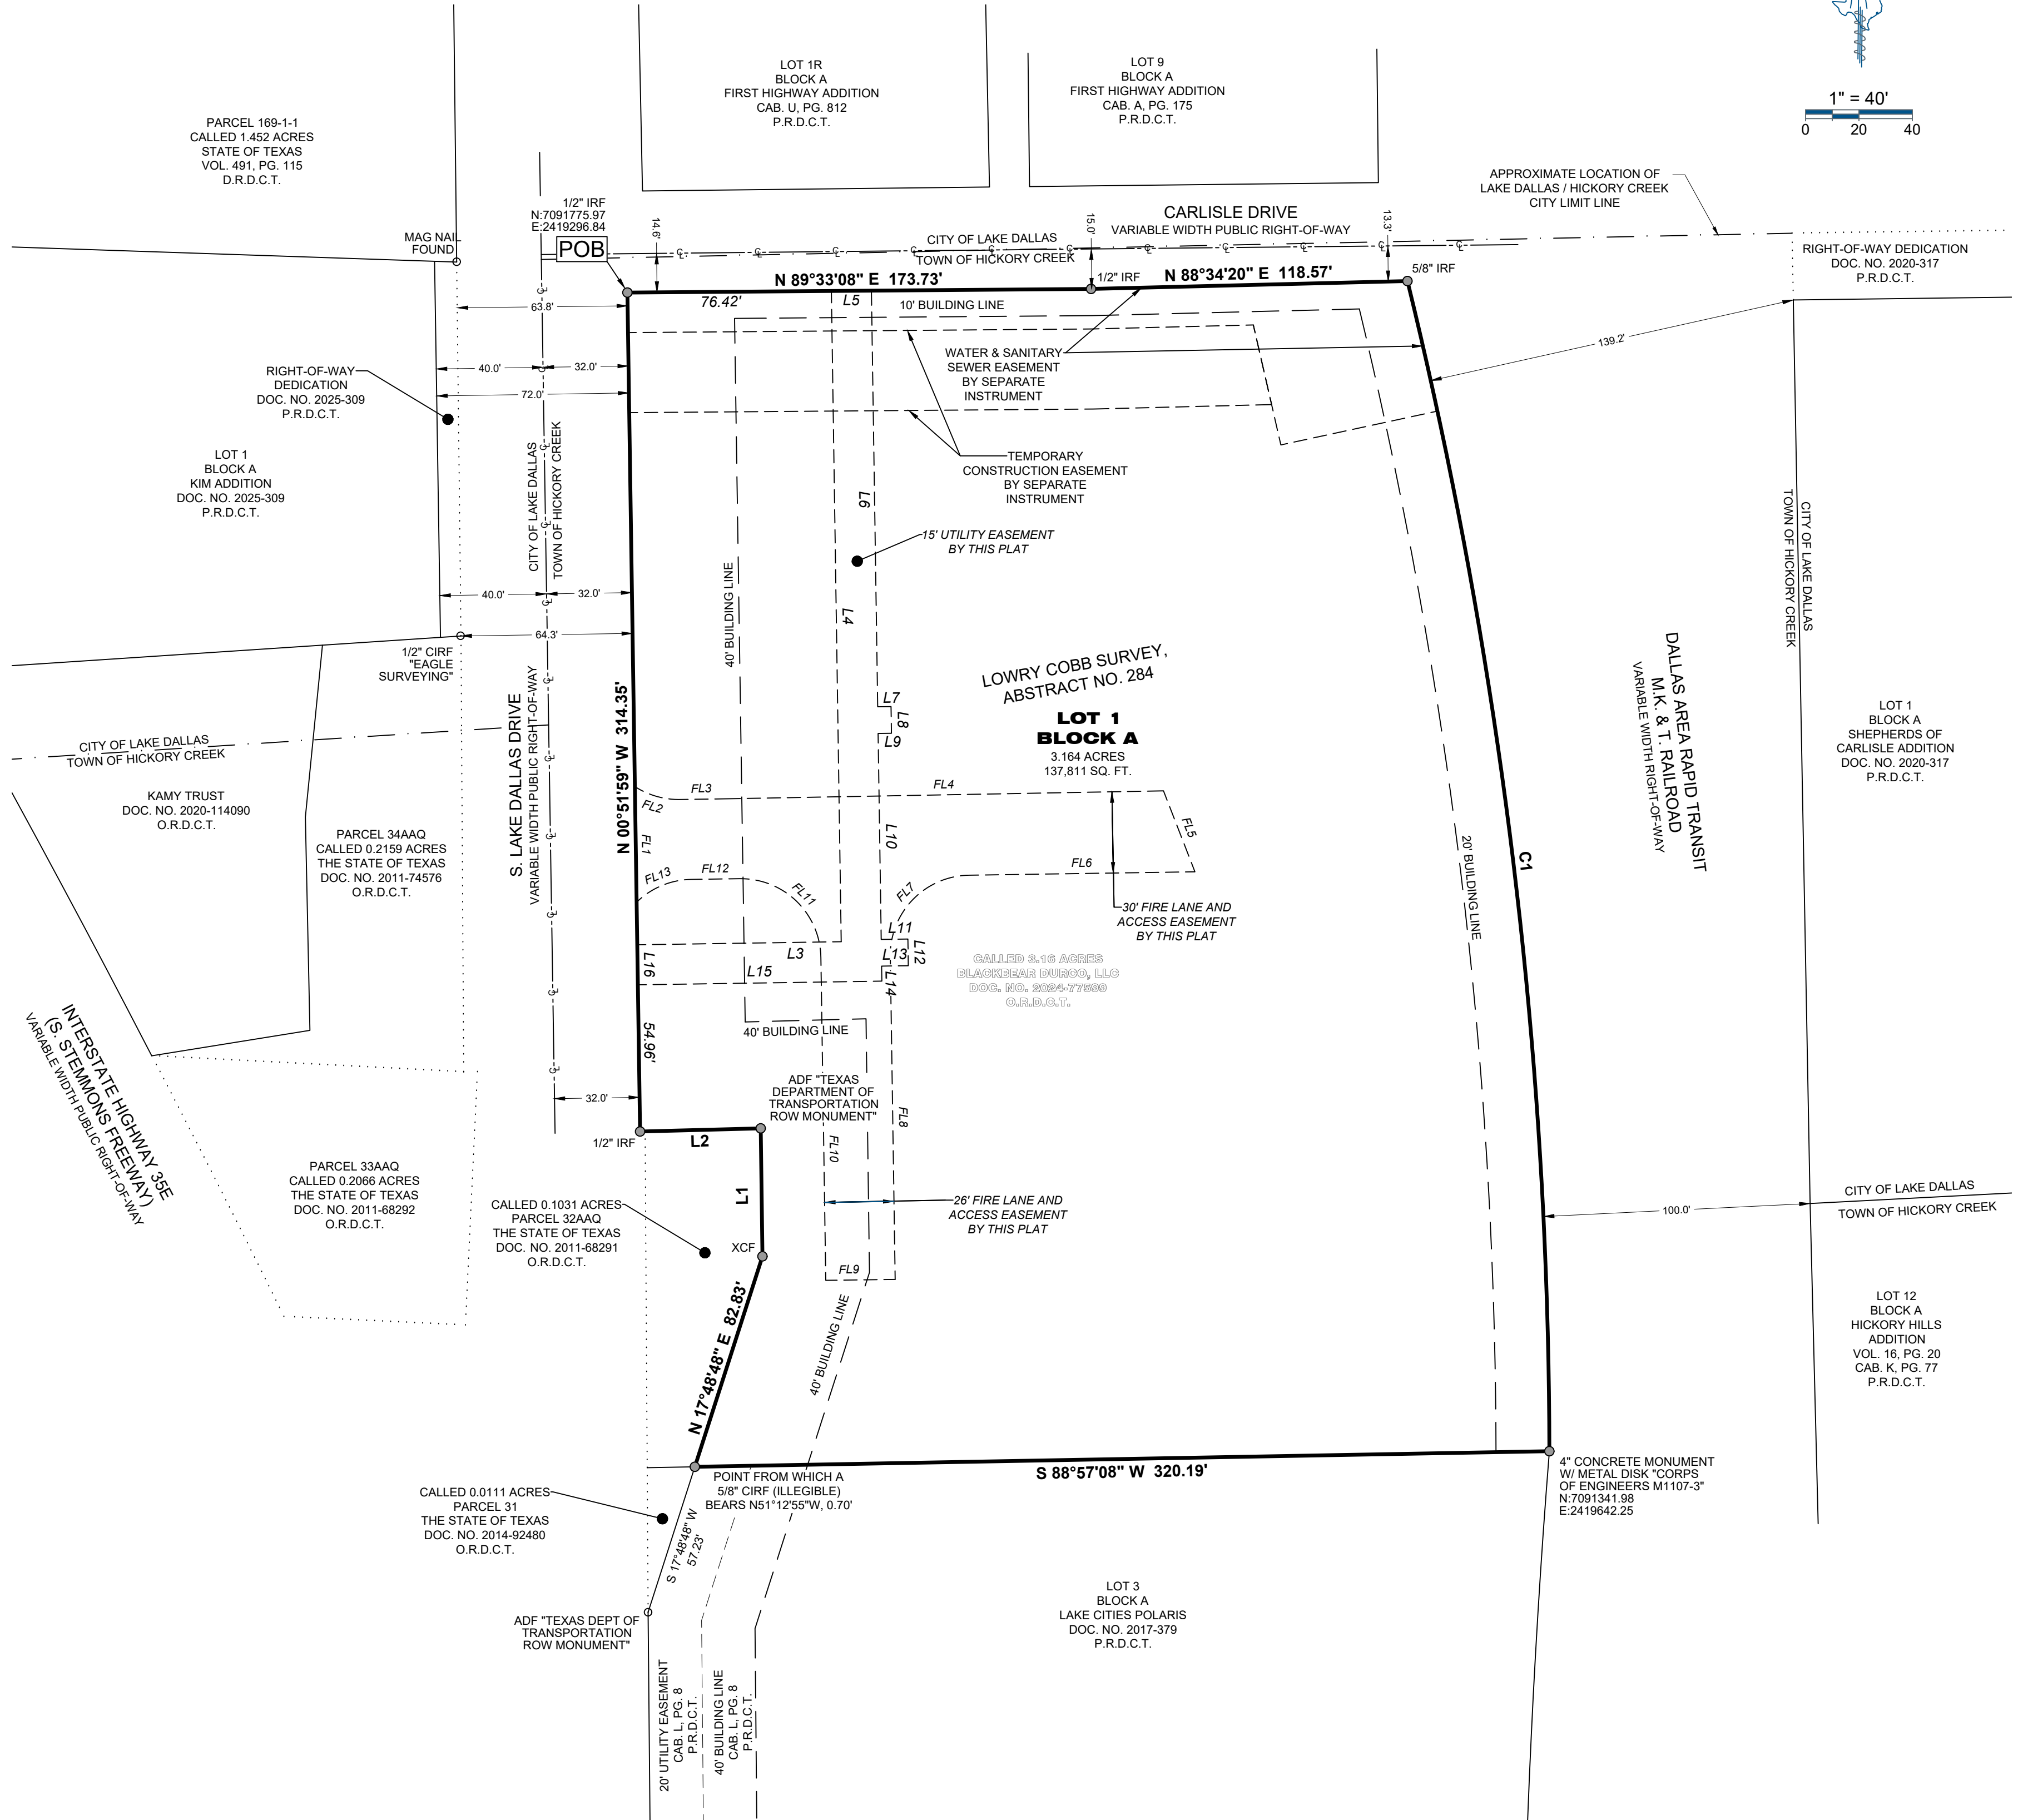 1" = 40'
0 20 40
LOT 1R
BLOCK A
FIRST HIGHWAY ADDITION
CAB. U, PG. 812
P.R.D.C.T.
LOT 9
BLOCK A
FIRST HIGHWAY ADDITION
CAB. A, PG. 175
P.R.D.C.T.
PARCEL 169-1-1
CALLED 1.452 ACRES
STATE OF TEXAS
VOL. 491, PG. 115
D.R.D.C.T.
APPROXIMATE LOCATION OF
LAKE DALLAS / HICKORY CREEK
CITY LIMIT LINE
1/2" IRF
N:7091775.97
E:2419296.84
POB
MAG NAIL
FOUND
14.6'
15.0'
13.3'
CARLISLE DRIVE
VARIABLE WIDTH PUBLIC RIGHT-OF-WAY
CITY OF LAKE DALLAS
TOWN OF HICKORY CREEK
RIGHT-OF-WAY DEDICATION
DOC. NO. 2020-317
P.R.D.C.T.
N 89°33'08" E 173.73'
1/2" IRF
N 88°34'20" E 118.57'
5/8" IRF
76.42'
L5
10' BUILDING LINE
63.8'
139.2'
WATER & SANITARY
SEWER EASEMENT
BY SEPARATE
INSTRUMENT
40.0'
32.0'
72.0'
RIGHT-OF-WAY
DEDICATION
DOC. NO. 2025-309
P.R.D.C.T.
TEMPORARY
CONSTRUCTION EASEMENT
BY SEPARATE
INSTRUMENT
LOT 1
BLOCK A
KIM ADDITION
DOC. NO. 2025-309
P.R.D.C.T.
CITY OF LAKE DALLAS
TOWN OF HICKORY CREEK
L6
15' UTILITY EASEMENT
BY THIS PLAT
CITY OF LAKE DALLAS
TOWN OF HICKORY CREEK
40' BUILDING LINE
L4
40.0'
32.0'
64.3'
1/2" CIRF
"EAGLE
SURVEYING"
LOWRY COBB SURVEY,
ABSTRACT NO. 284
LOT 1
BLOCK A
3.164 ACRES
137,811 SQ. FT.
L7
L8
L9
N 00°51'59" W 314.35'
S. LAKE DALLAS DRIVE
VARIABLE WIDTH PUBLIC RIGHT-OF-WAY
DALLAS AREA RAPID TRANSIT
M.K. & T. RAILROAD
VARIABLE WIDTH RIGHT-OF-WAY
LOT 1
BLOCK A
SHEPHERDS OF
CARLISLE ADDITION
DOC. NO. 2020-317
P.R.D.C.T.
CITY OF LAKE DALLAS
TOWN OF HICKORY CREEK
KAMY TRUST
DOC. NO. 2020-114090
O.R.D.C.T.
PARCEL 34AAQ
CALLED 0.2159 ACRES
THE STATE OF TEXAS
DOC. NO. 2011-74576
O.R.D.C.T.
FL2
FL3
FL4
FL5
FL1
L10
FL6
20' BUILDING LINE
C1
FL13
FL12
FL11
FL7
30' FIRE LANE AND
ACCESS EASEMENT
BY THIS PLAT
L11
L12
L13
L3
L14
L15
L16
CALLED 3.16 ACRES
BLACKBEAR DURCO, LLC
DOC. NO. 2024-77599
O.R.D.C.T.
40' BUILDING LINE
54.96'
INTERSTATE HIGHWAY 35E
(S. STEMMONS FREEWAY)
VARIABLE WIDTH PUBLIC RIGHT-OF-WAY
ADF "TEXAS
DEPARTMENT OF
TRANSPORTATION
ROW MONUMENT"
32.0'
1/2" IRF
L2
FL8
FL10
PARCEL 33AAQ
CALLED 0.2066 ACRES
THE STATE OF TEXAS
DOC. NO. 2011-68292
O.R.D.C.T.
L1
CALLED 0.1031 ACRES
PARCEL 32AAQ
THE STATE OF TEXAS
DOC. NO. 2011-68291
O.R.D.C.T.
XCF
26' FIRE LANE AND
ACCESS EASEMENT
BY THIS PLAT
100.0'
CITY OF LAKE DALLAS
TOWN OF HICKORY CREEK
FL9
N 17°48'48" E 82.83'
40' BUILDING LINE
LOT 12
BLOCK A
HICKORY HILLS
ADDITION
VOL. 16, PG. 20
CAB. K, PG. 77
P.R.D.C.T.
S 88°57'08" W 320.19'
POINT FROM WHICH A
5/8" CIRF (ILLEGIBLE)
BEARS N51°12'55"W, 0.70'
4" CONCRETE MONUMENT
W/ METAL DISK "CORPS
OF ENGINEERS M1107-3"
N:7091341.98
E:2419642.25
CALLED 0.0111 ACRES
PARCEL 31
THE STATE OF TEXAS
DOC. NO. 2014-92480
O.R.D.C.T.
S 17°48'48" W
57.23'
ADF "TEXAS DEPT OF
TRANSPORTATION
ROW MONUMENT"
LOT 3
BLOCK A
LAKE CITIES POLARIS
DOC. NO. 2017-379
P.R.D.C.T.
20' UTILITY EASEMENT
CAB. L, PG. 8
P.R.D.C.T.
40' BUILDING LINE
CAB. L, PG. 8
P.R.D.C.T.